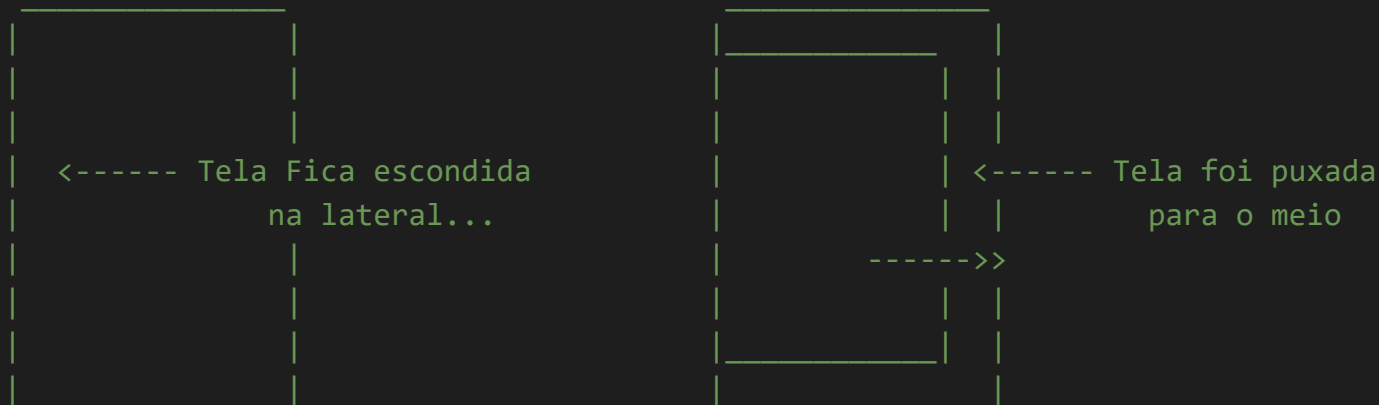 <------ Tela Fica escondida
na lateral...
<------ Tela foi puxada
para o meio
------>>